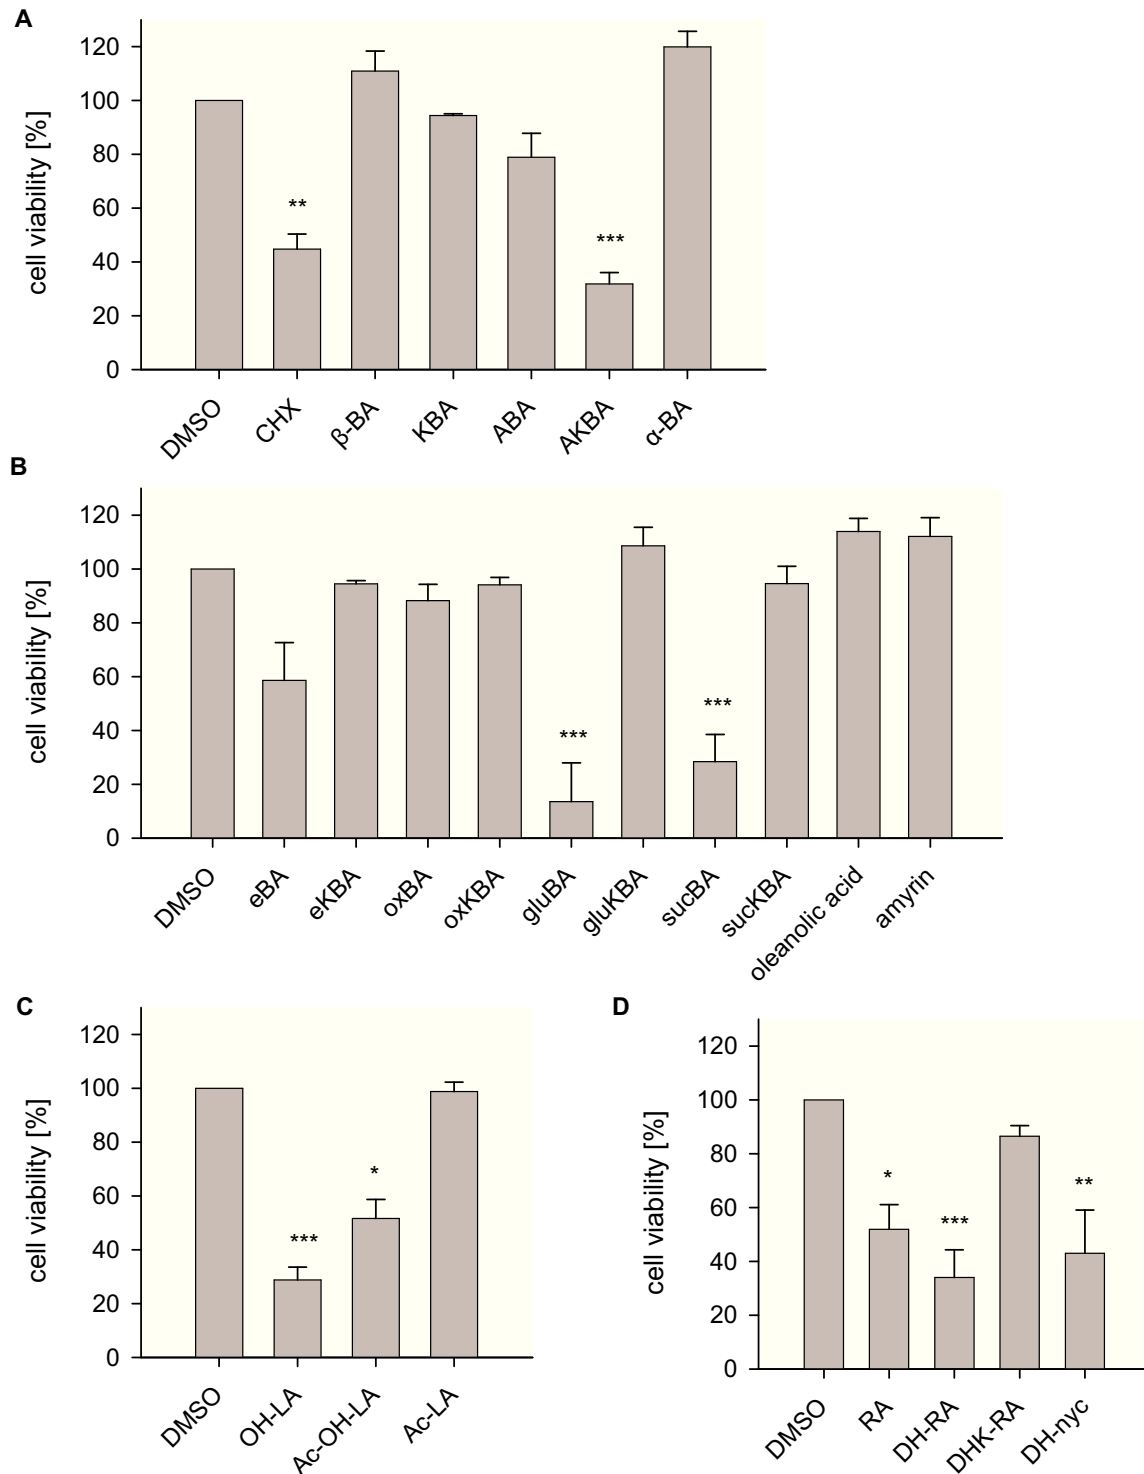 A
cell viability [%]
120
100
80
60
40
20
0
**
***
DMSO
CHX
β-BA
KBA
ABA
AKBA
α-BA
B
cell viability [%]
120
100
80
60
40
20
0
***
***
DMSO
eBA
eKBA
oxBA
oxKBA
gluBA
gluKBA
sucBA
sucKBA
oleanolic acid
amyrin
C
cell viability [%]
120
100
80
60
40
20
0
***
*
DMSO
OH-LA
Ac-OH-LA
Ac-LA
D
cell viability [%]
120
100
80
60
40
20
0
*
***
**
DMSO
RA
DH-RA
DHK-RA
DH-nyc